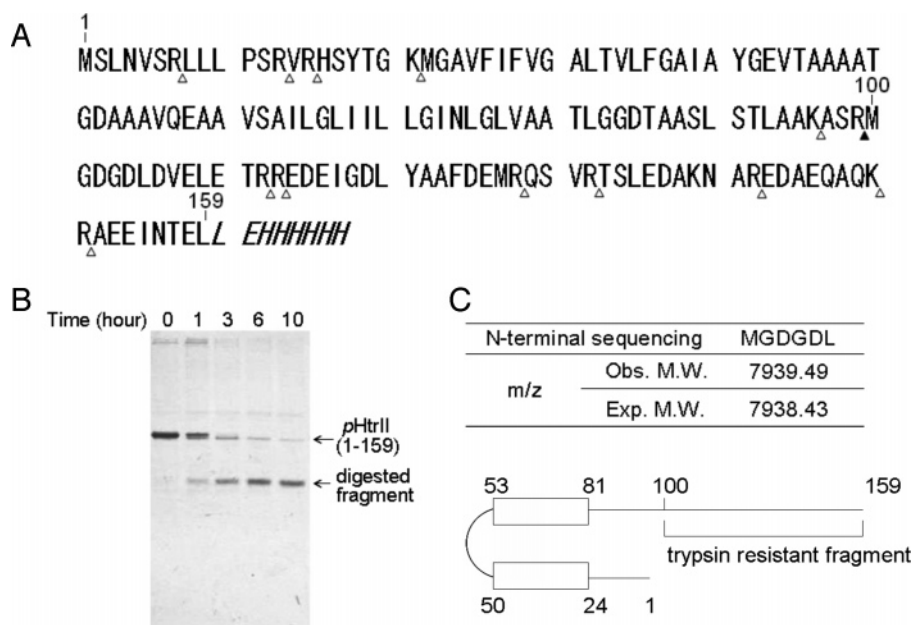 A
1
MSLNVSRLLL PSRVRHSYTG KMGAVFIFVG ALTVLFGAIA YGEVTAAAAT
100
GDAAAVQEAA VSAILGLIIL LGINLGLVAA TLGGDTAASL STLAAKASRM
GDGDLDVELE TRREDEIGDL YAAFDEMRQS VRTSLEDAKN AREDAEQAQK
159
RAEEINTELL EHHHHHH
B
Time (hour) 0 1 3 6 10
pHtrII
(1-159)
digested
fragment
C
N-terminal sequencing MGDGDL
m/z
Obs. M.W. 7939.49
Exp. M.W. 7938.43
53 81 100 159
trypsin resistant fragment
50 24 1